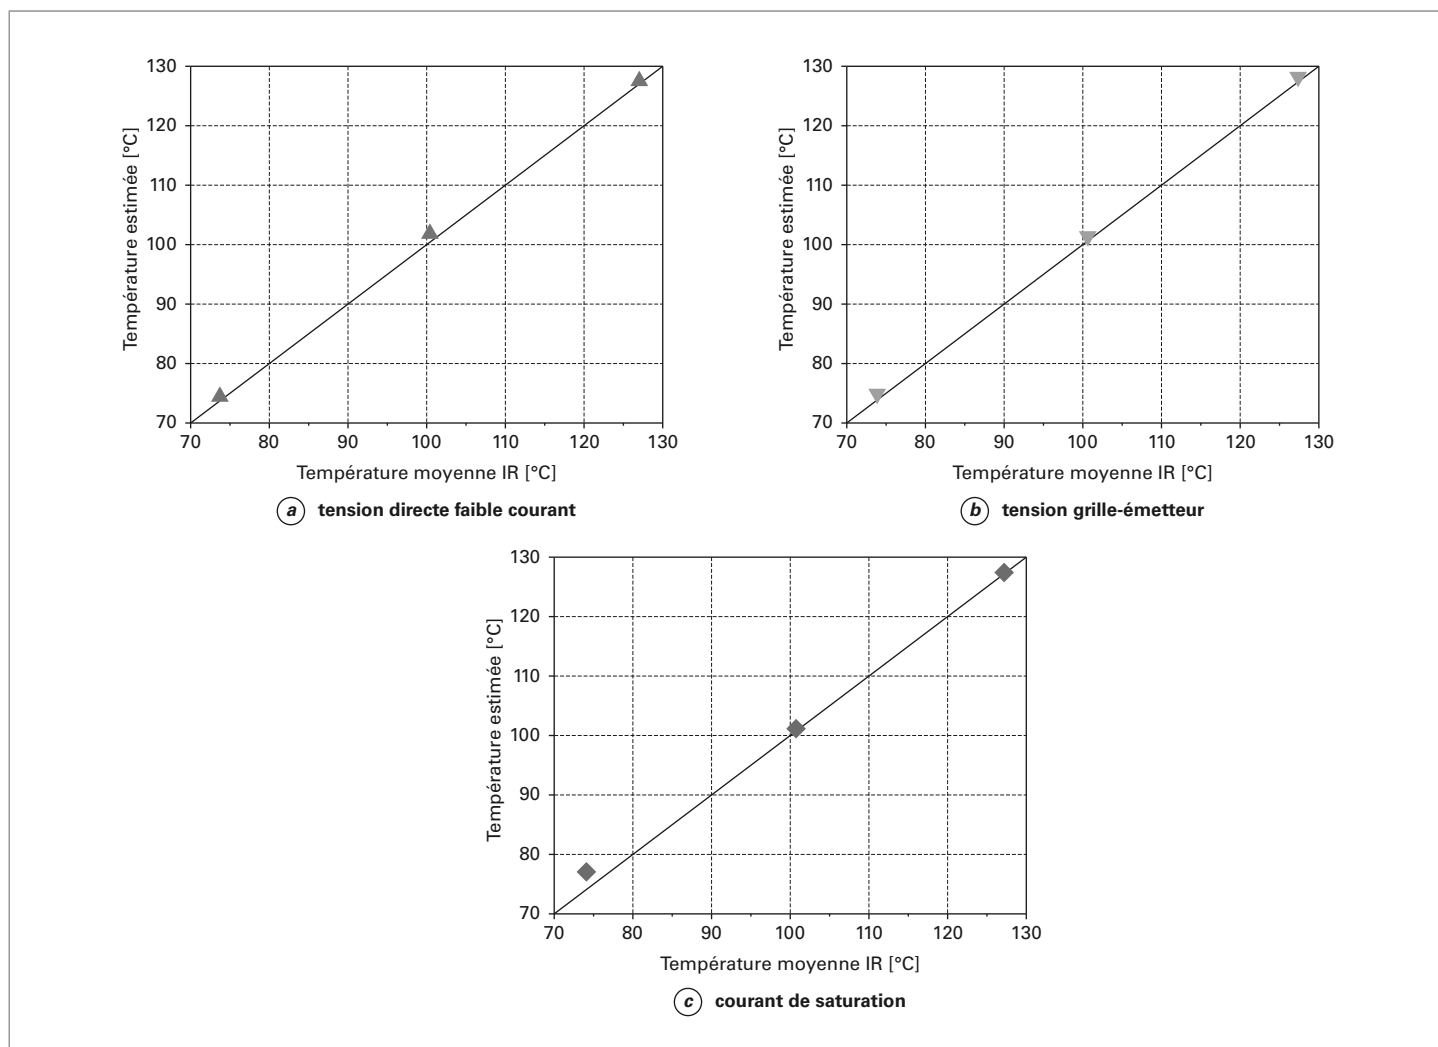 130
120
110
100
90
80
70
Température estimée [°C]
70 80 90 100 110 120 130
Température moyenne IR [°C]
a tension directe faible courant
130
120
110
100
90
80
70
Température estimée [°C]
70 80 90 100 110 120 130
Température moyenne IR [°C]
b tension grille-émetteur
130
120
110
100
90
80
70
Température estimée [°C]
70 80 90 100 110 120 130
Température moyenne IR [°C]
c courant de saturation